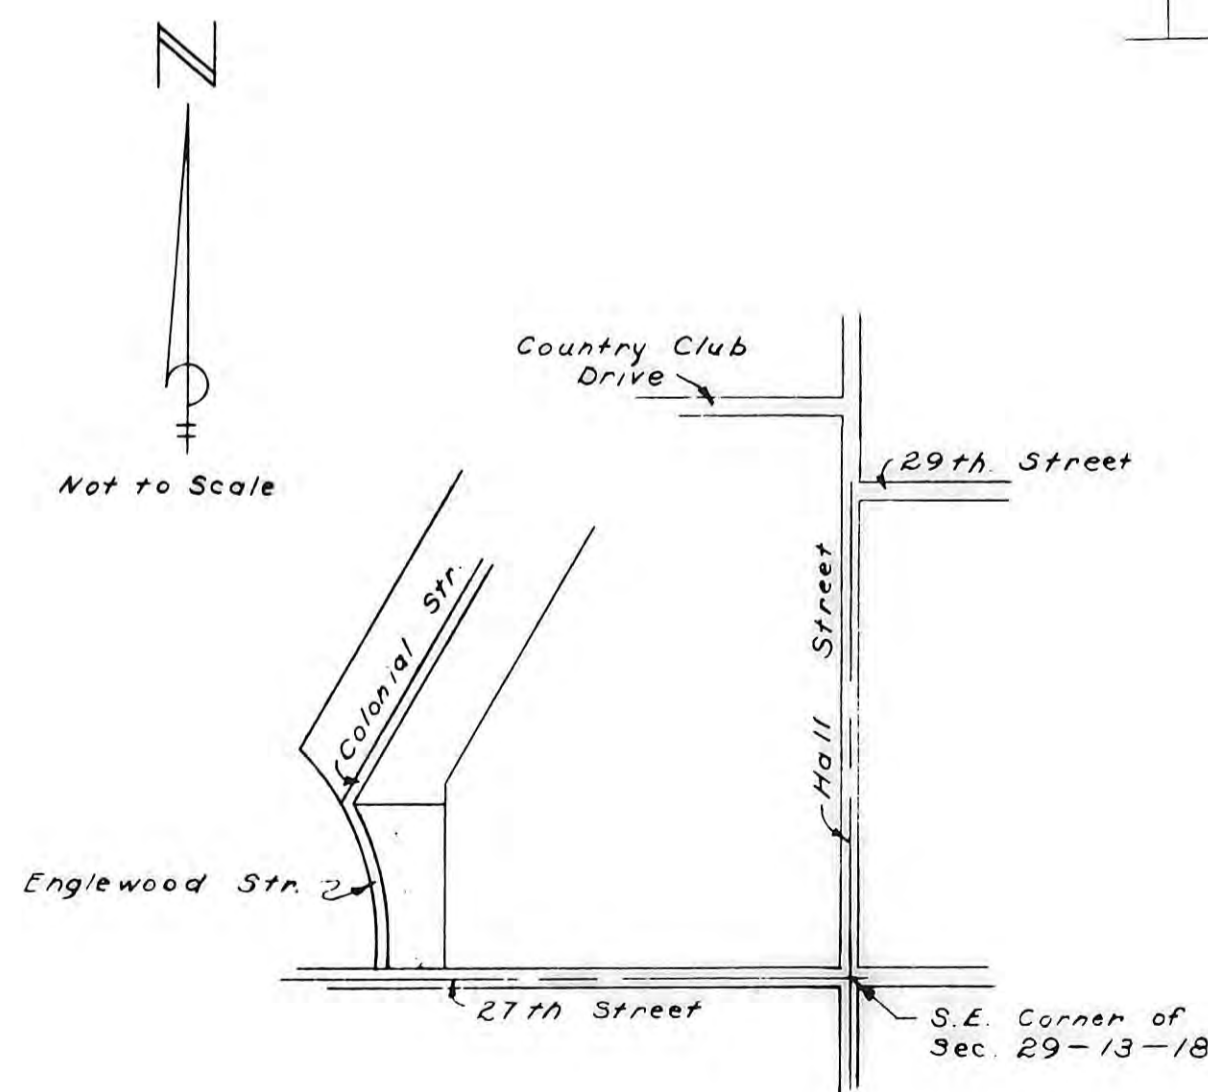 N
Not to Scale
Country Club
Drive
29th. Street
Colonial Str.
Hall Street
Englewood Str.
27th Street
S.E. Corner of
Sec. 29-13-18